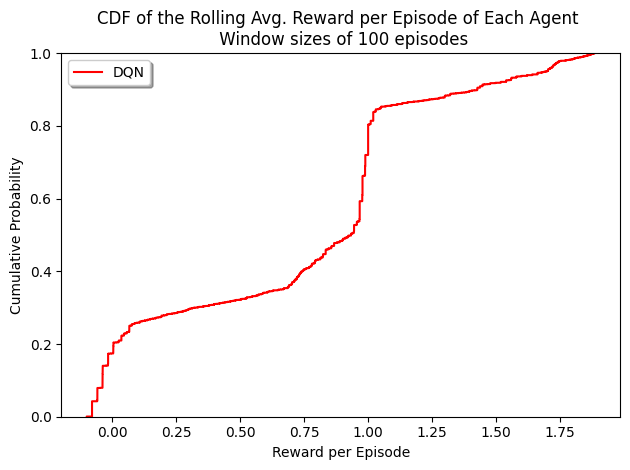 CDF of the Rolling Avg. Reward per Episode of Each Agent
Window sizes of 100 episodes
DQN
Cumulative Probability
1.0
0.8
0.6
0.4
0.2
0.0
0.00 0.25 0.50 0.75 1.00 1.25 1.50 1.75
Reward per Episode